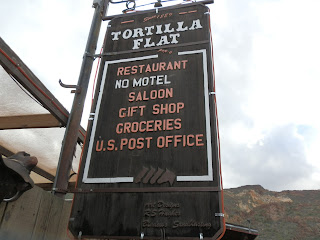 TORTILLA
FLAT
RESTAURANT
NO MOTEL
SALOON
GIFT SHOP
GROCERIES
U.S. POST OFFICE